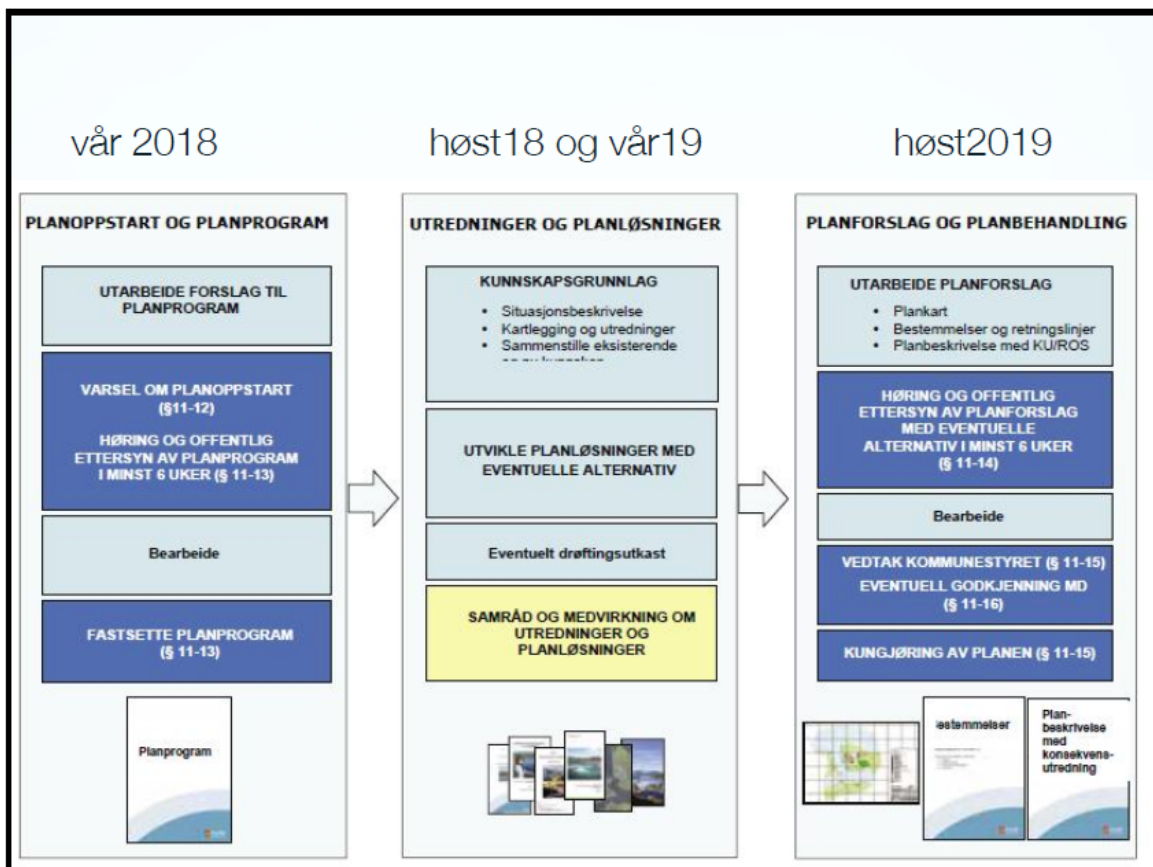 vår 2018
høst18 og vår19
høst2019
PLANOPPSTART OG PLANPROGRAM
UTARBEIDE FORSLAG TIL
PLANPROGRAM
VARSEL OM PLANOPPSTART
(§11-12)
HØRING OG OFFENTLIG
ETTERSYN AV PLANPROGRAM
I MINST 6 UKER (§ 11-13)
Bearbeide
FASTSETTE PLANPROGRAM
(§ 11-13)
Planprogram
UTREDNINGER OG PLANLØSNINGER
KUNNSKAPSGRUNNLAG
• Situasjonsbeskrivelse
• Kartlegging og utredninger
• Sammenstille eksisterende
UTVIKLE PLANLØSNINGER MED
EVENTUELLE ALTERNATIV
Eventuelt drøftingsutkast
SAMRÅD OG MEDVIRKNING OM
UTREDNINGER OG
PLANLØSNINGER
PLANFORSLAG OG PLANBEHANDLING
UTARBEIDE PLANFORSLAG
• Plankart
• Bestemmelser og retningslinjer
• Planbeskrivelse med KU/ROS
HØRING OG OFFENTLIG
ETTERSYN AV PLANFORSLAG
MED EVENTUELLE
ALTERNATIV I MINST 6 UKER
(§ 11-14)
Bearbeide
VEDTAK KOMMUNESTYRET (§ 11-15)
EVENTUELL GODKJENNING MD
(§ 11-16)
KUNGJØRING AV PLANEN (§ 11-15)
estemmelser
Plan-
beskrivelse
med
konsekvens-
utredning